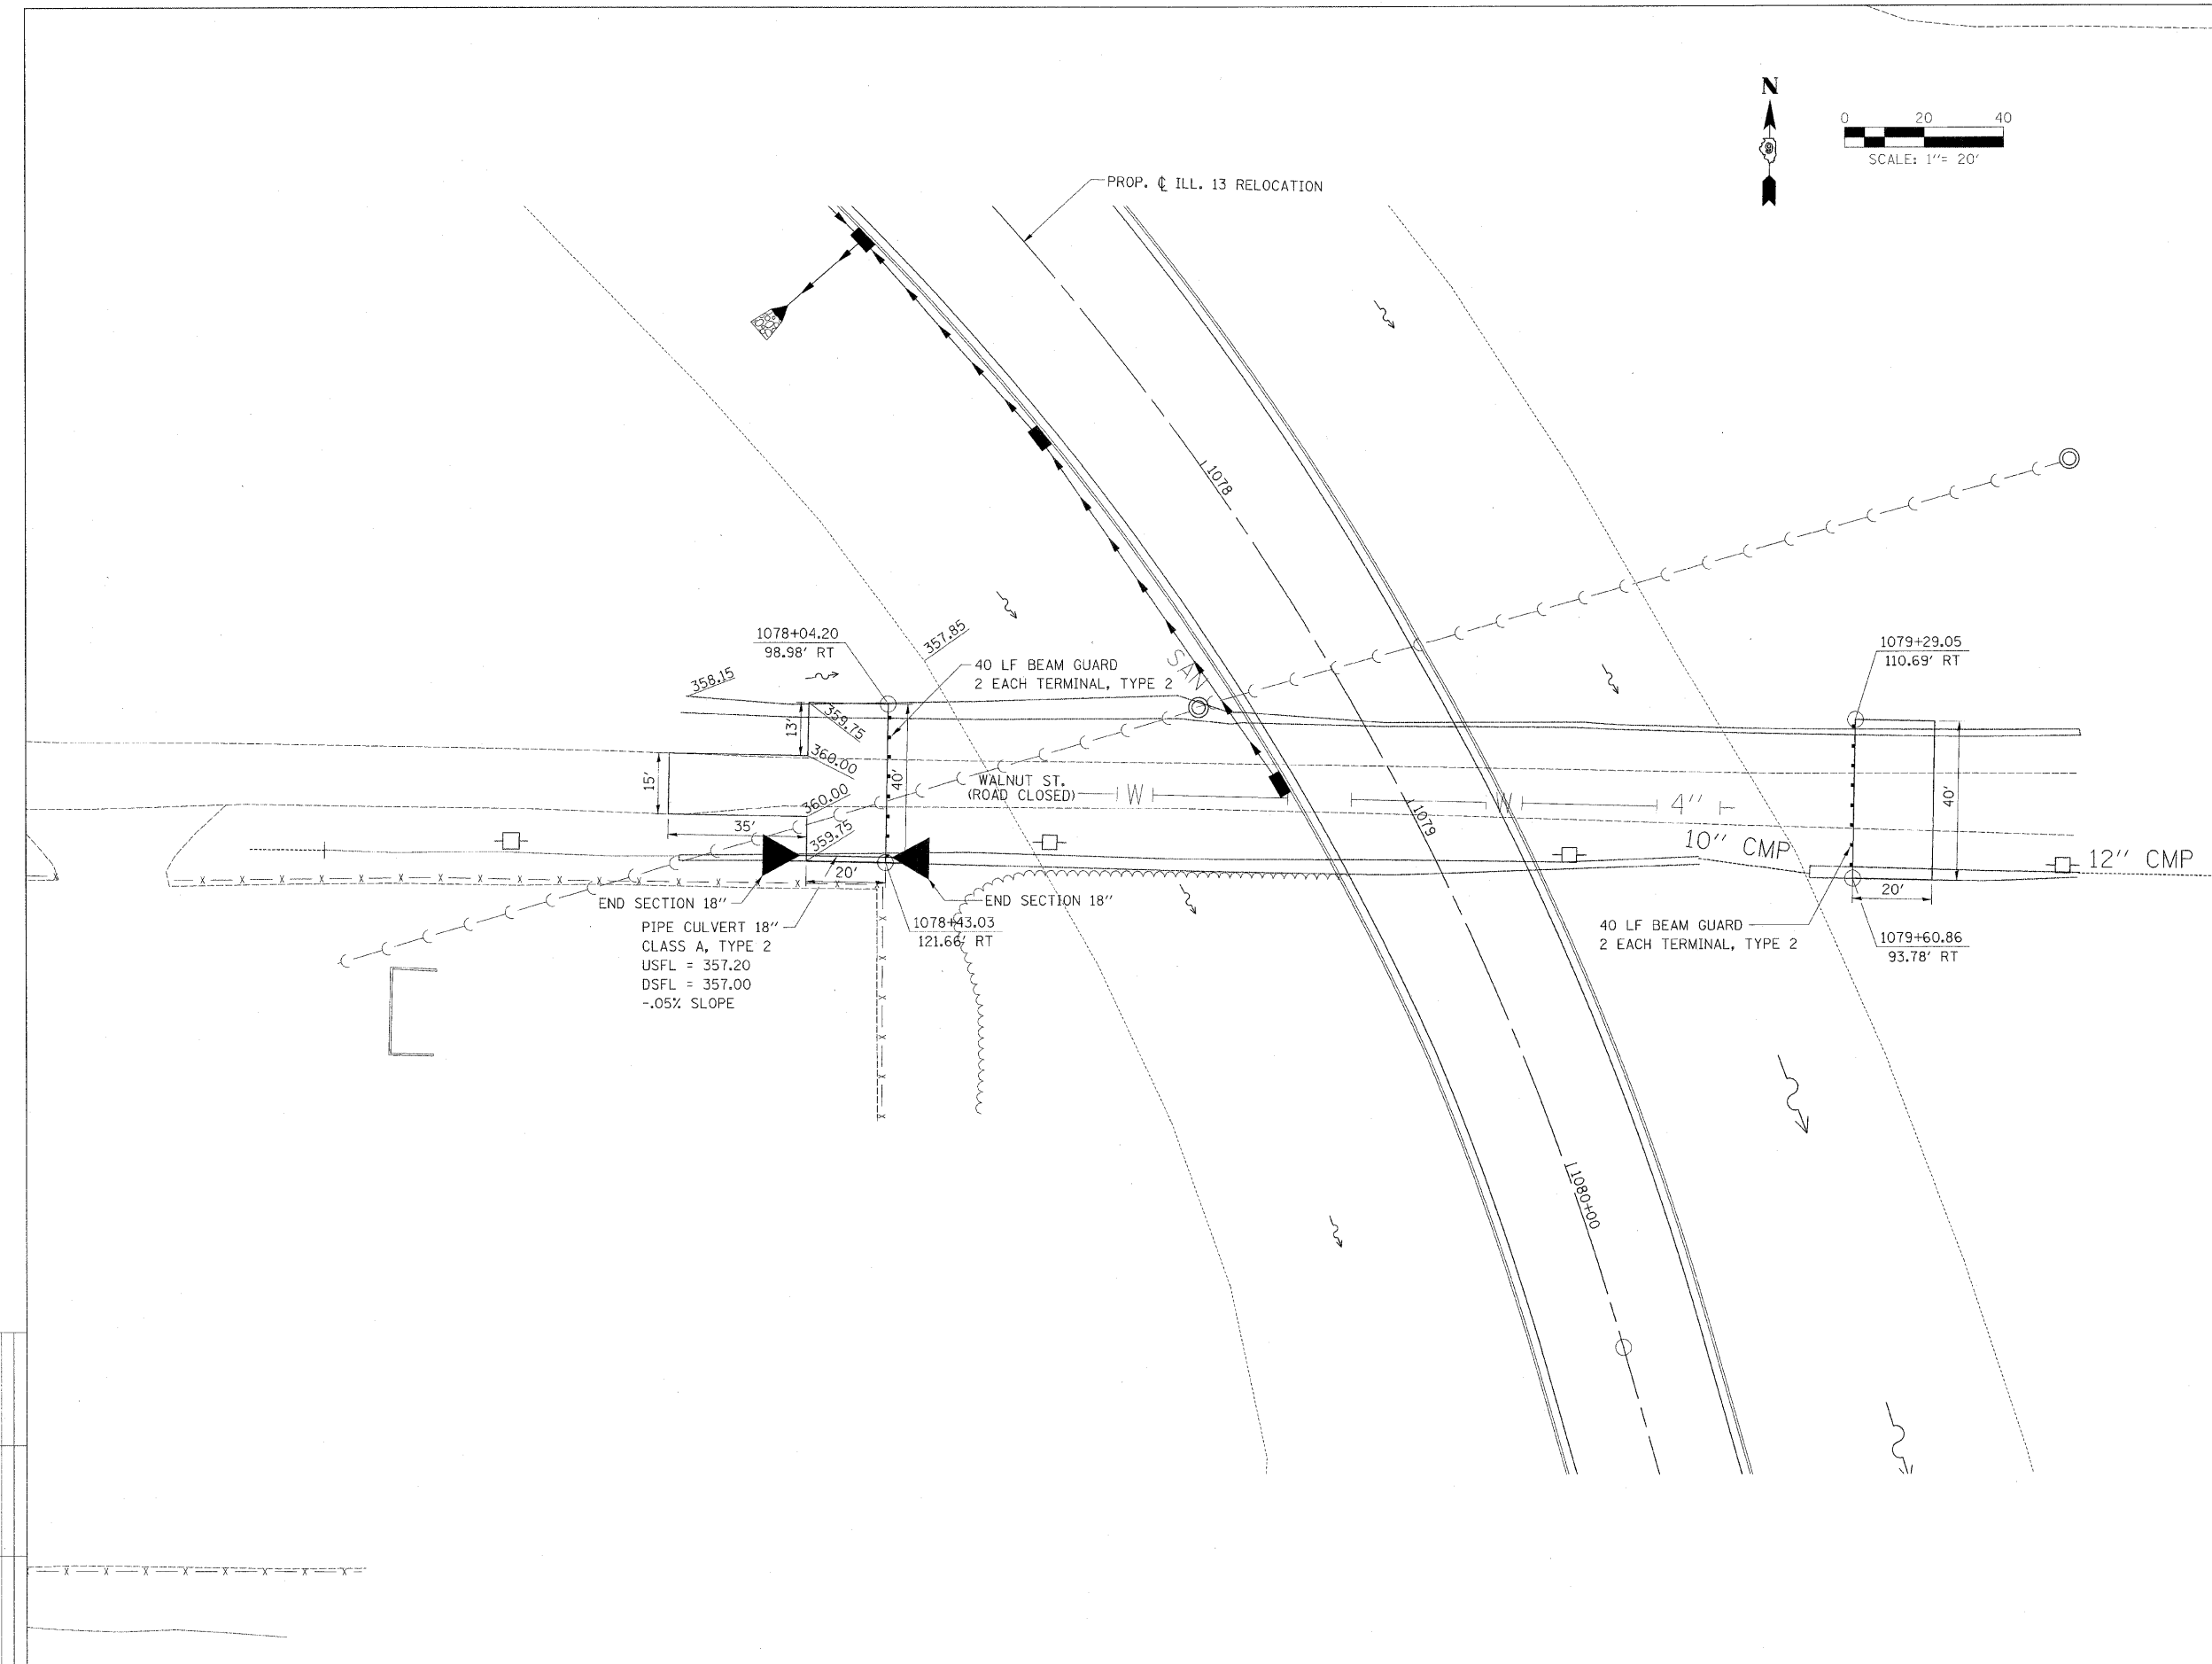 N
0 20 40
SCALE: 1"= 20'
PROP. ℄ ILL. 13 RELOCATION
1078
1078+04.20
98.98' RT
357.85
40 LF BEAM GUARD
2 EACH TERMINAL, TYPE 2
SAN
1079+29.05
110.69' RT
358.15
359.75
13'
360.00
15'
40'
WALNUT ST.
(ROAD CLOSED)
W
W
4"
40'
360.00
1079
35'
359.75
10" CMP
12" CMP
20'
20'
END SECTION 18"
END SECTION 18"
PIPE CULVERT 18"
CLASS A, TYPE 2
USFL = 357.20
DSFL = 357.00
-.05% SLOPE
1078+43.03
121.66' RT
40 LF BEAM GUARD
2 EACH TERMINAL, TYPE 2
1079+60.86
93.78' RT
1080+00